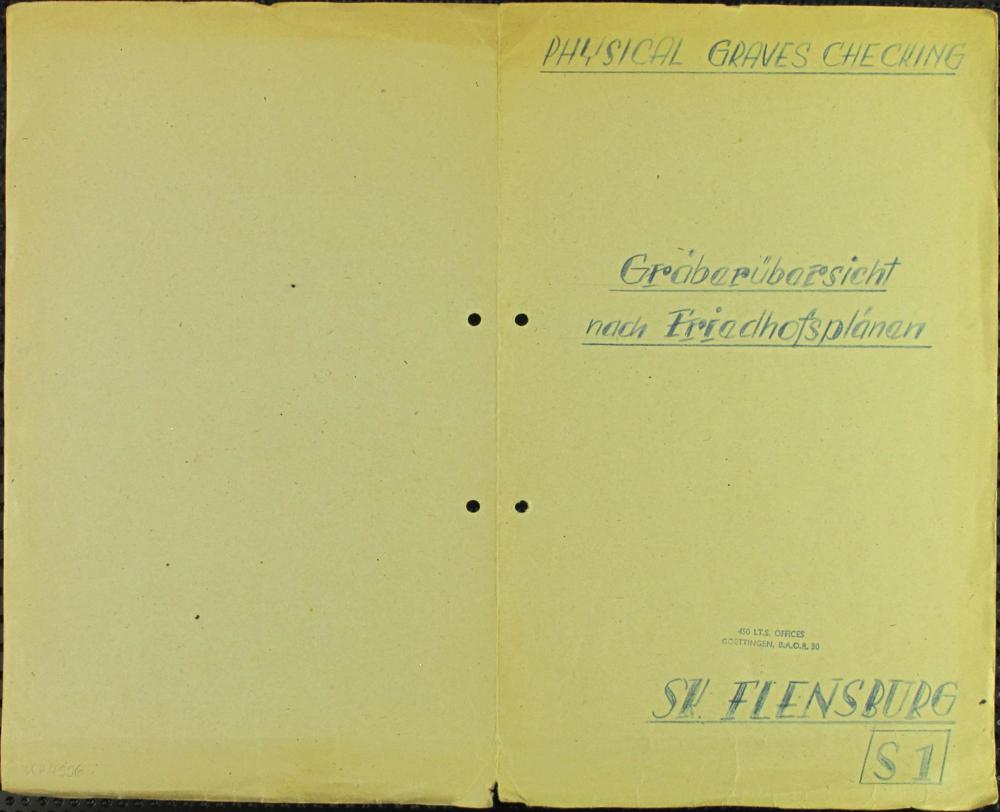 PHYSICAL GRAVES CHECKING
Gräberübersicht
nach Friedhofsplänen
450 I.T.S. OFFICES
GOETTINGEN, B.A.O.R. 30
SK FLENSBURG
S 1